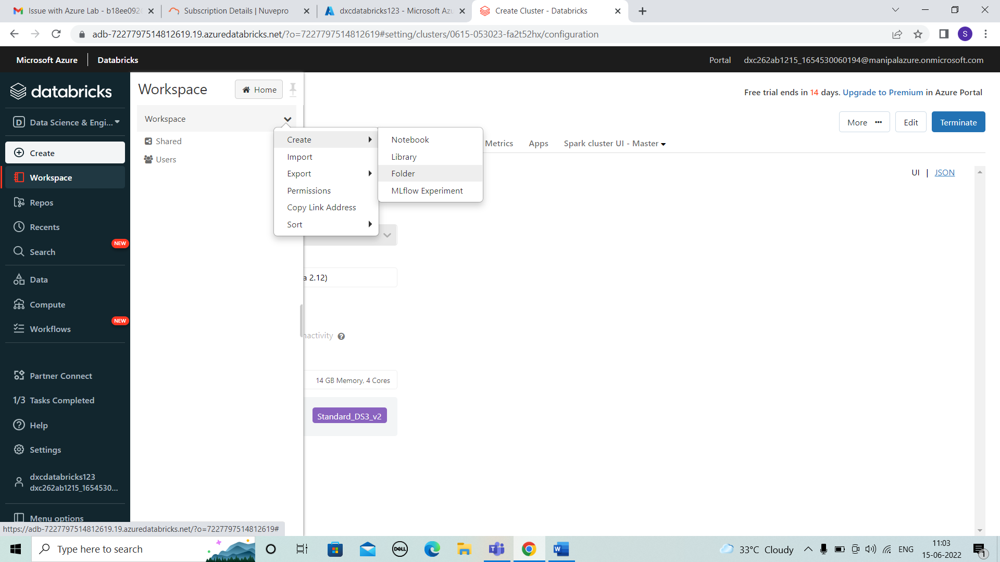 Issue with Azure Lab - b18ee092
Subscription Details | Nuvepro
dxcdatabricks123 - Microsoft Azu
Create Cluster - Databricks
adb-7227797514812619.19.azuredatabricks.net/?o=7227797514812619#setting/clusters/0615-053023-fa2t52hx/configuration
S
Microsoft Azure
Databricks
Portal
dxc262ab1215_1654530060194@manipalazure.onmicrosoft.com
databricks
D Data Science & Engi...
Create
Workspace
Repos
Recents
NEW
Search
Data
Compute
NEW
Workflows
Partner Connect
1/3 Tasks Completed
Help
Settings
dxcdatabricks123
dxc262ab1215_1654530...
Menu options
Workspace
Home
Workspace
Shared
Users
Create
Import
Export
Permissions
Copy Link Address
Sort
Notebook
Library
Folder
MLflow Experiment
Free trial ends in 14 days. Upgrade to Premium in Azure Portal
More ···
Edit
Terminate
Metrics
Apps
Spark cluster UI - Master
UI | JSON
a 2.12)
nactivity
14 GB Memory, 4 Cores
Standard_DS3_v2
https://adb-7227797514812619.19.azuredatabricks.net/?o=7227797514812619#
Type here to search
DELL
W
33°C Cloudy
ENG
11:03
15-06-2022
1